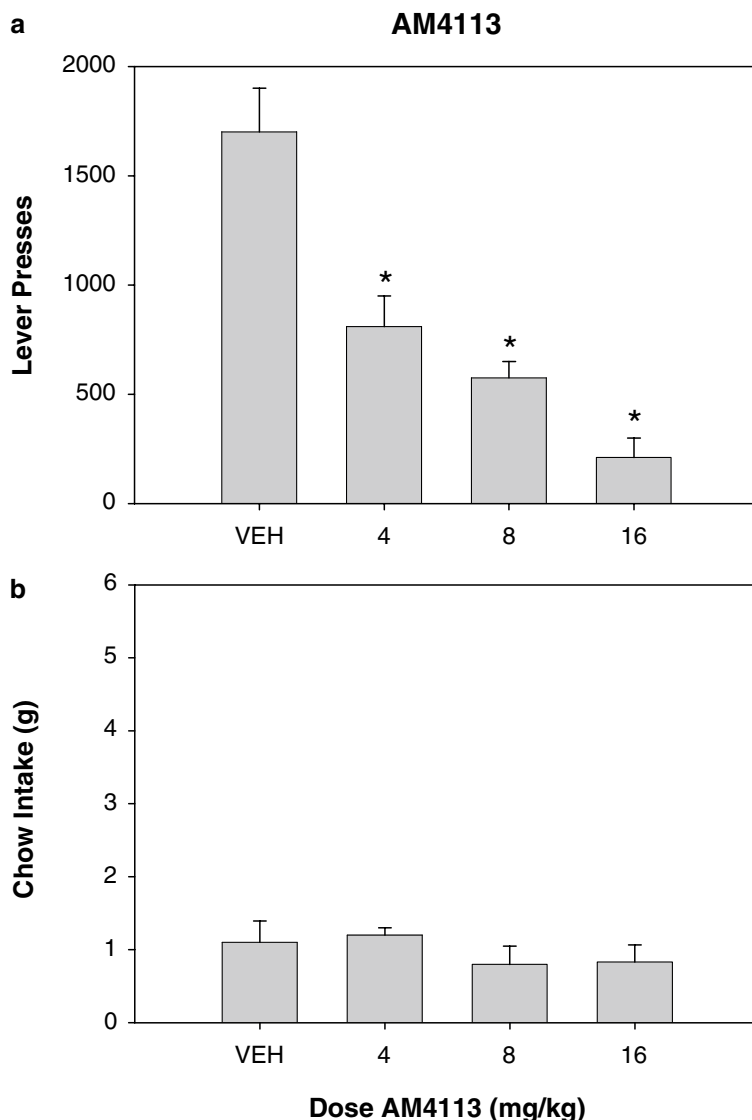 a
AM4113
2000
1500
1000
500
0
Lever Presses
*
*
*
VEH 4 8 16
b
6
5
4
3
2
1
0
Chow Intake (g)
VEH 4 8 16
Dose AM4113 (mg/kg)